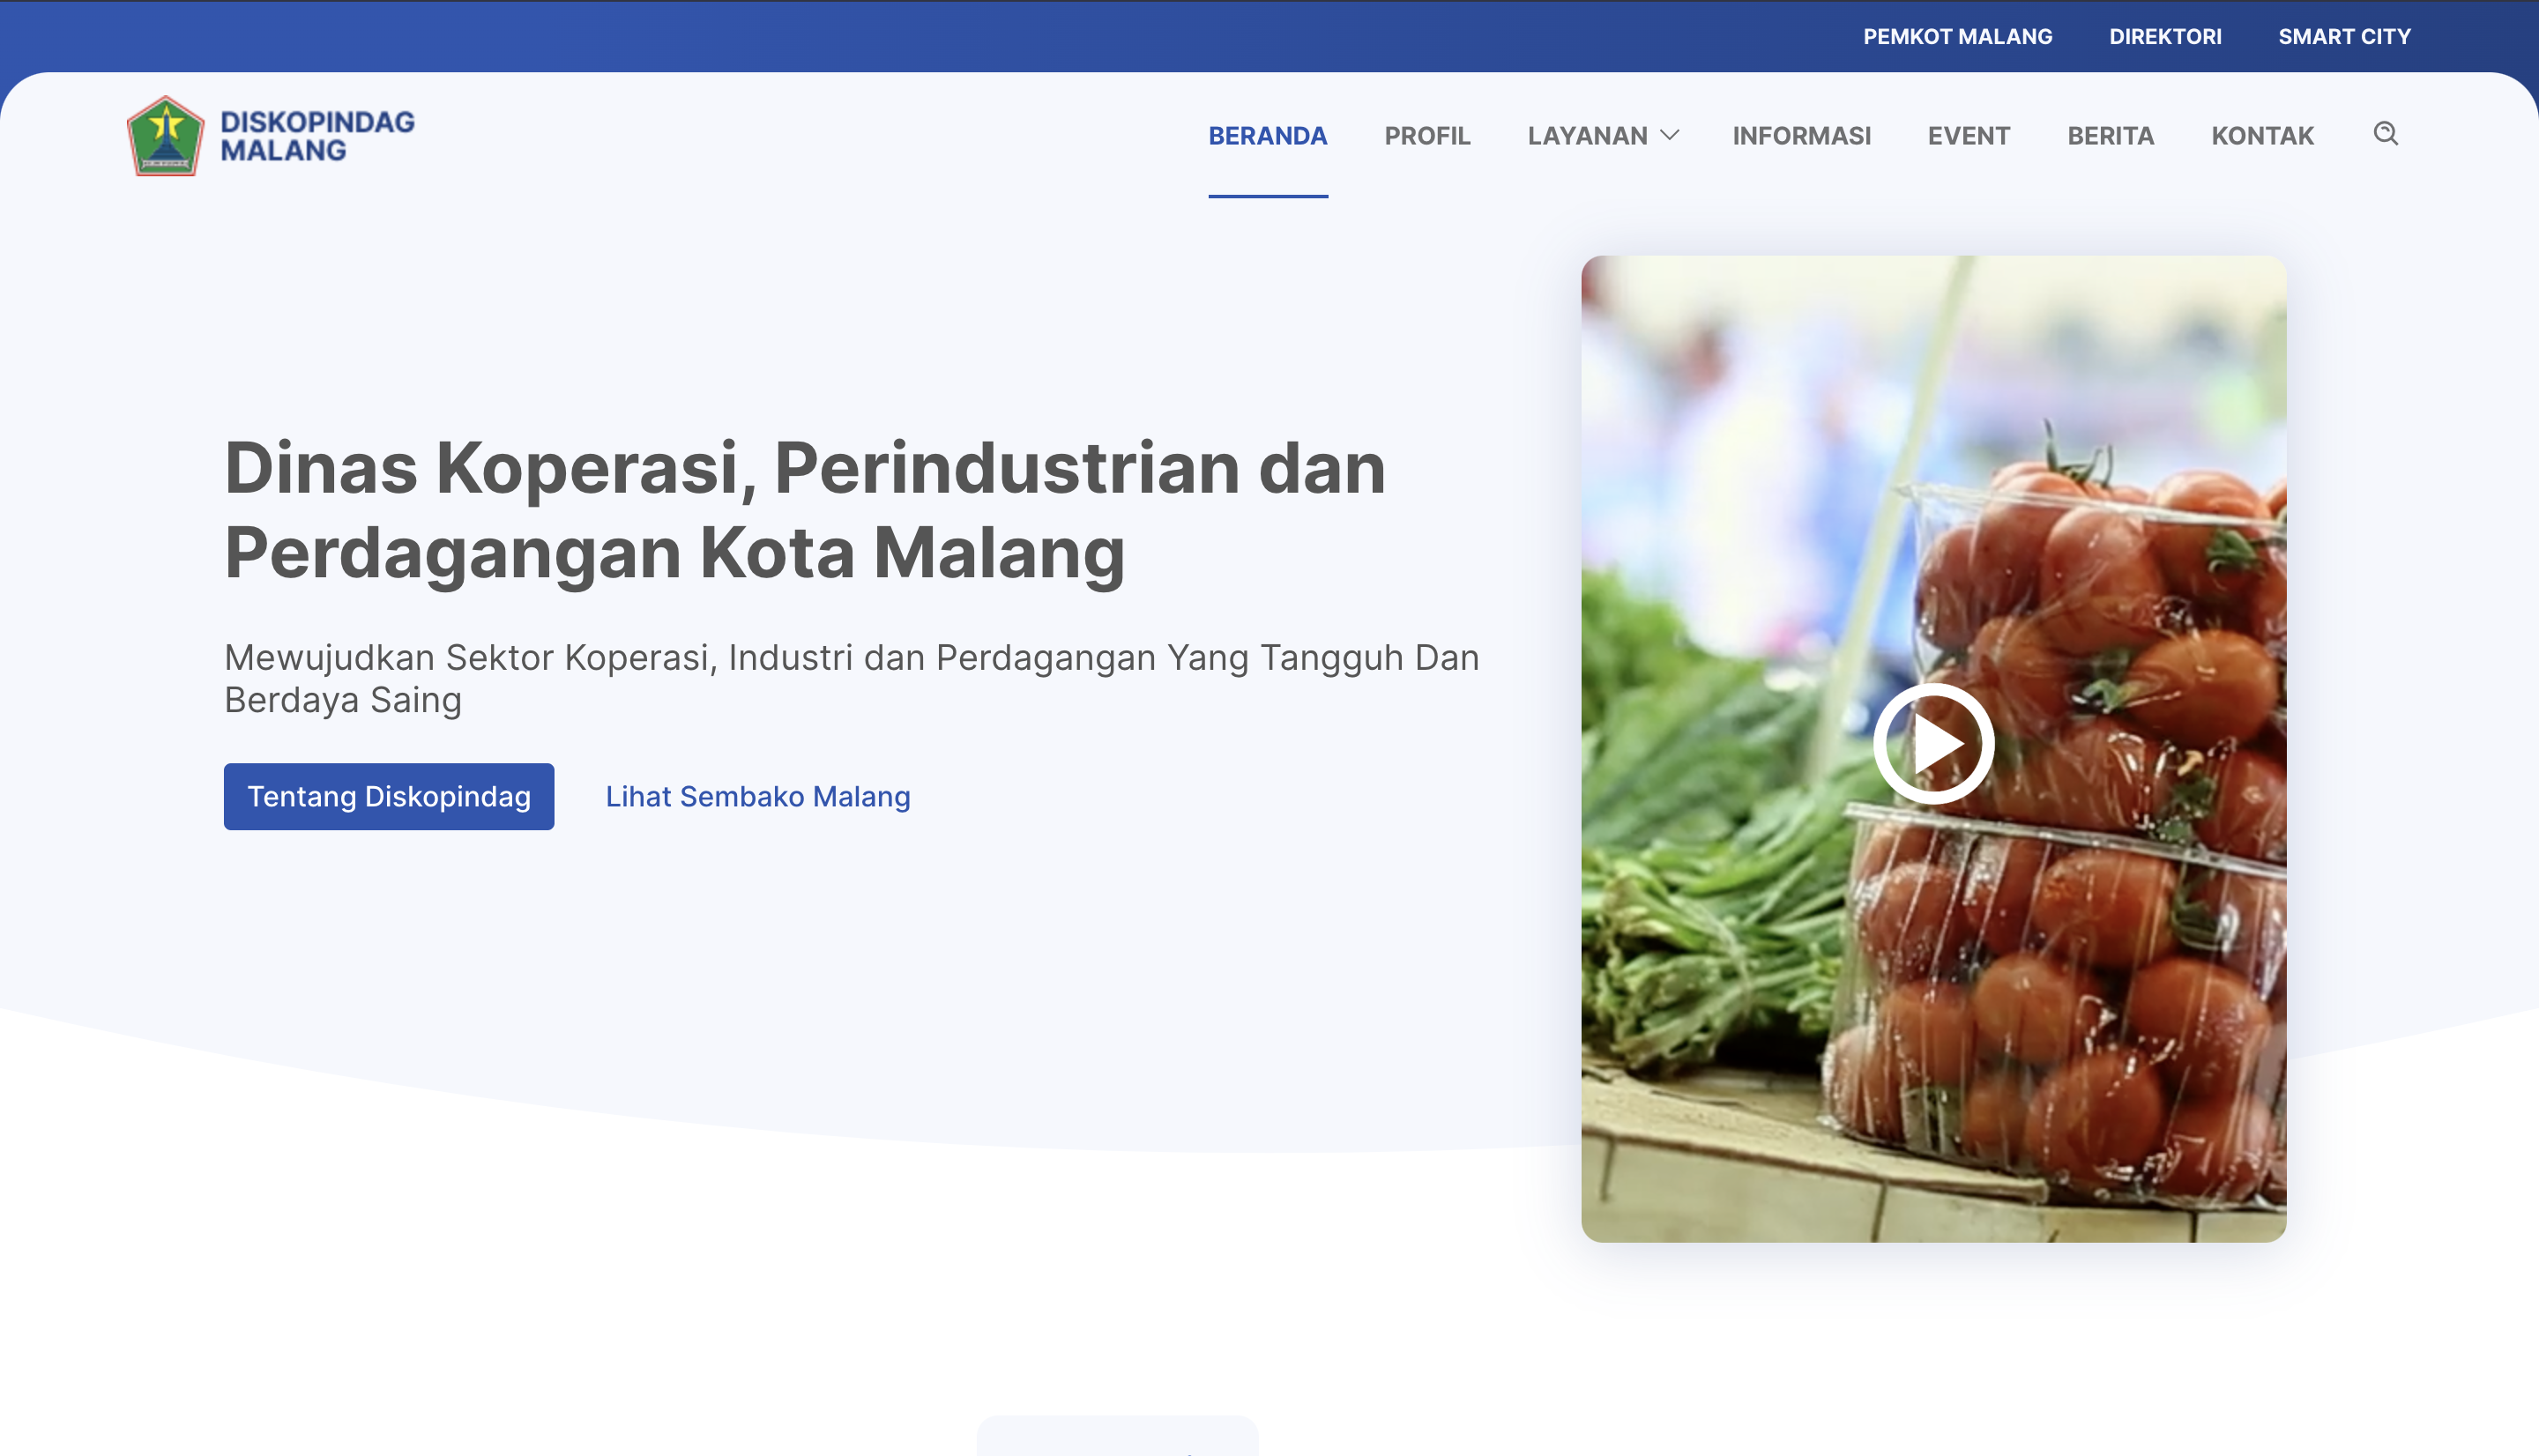 PEMKOT MALANG DIREKTORI SMART CITY
DISKOPINDAG
MALANG
BERANDA PROFIL LAYANAN INFORMASI EVENT BERITA KONTAK
Dinas Koperasi, Perindustrian dan
Perdagangan Kota Malang
Mewujudkan Sektor Koperasi, Industri dan Perdagangan Yang Tangguh Dan
Berdaya Saing
Tentang Diskopindag Lihat Sembako Malang